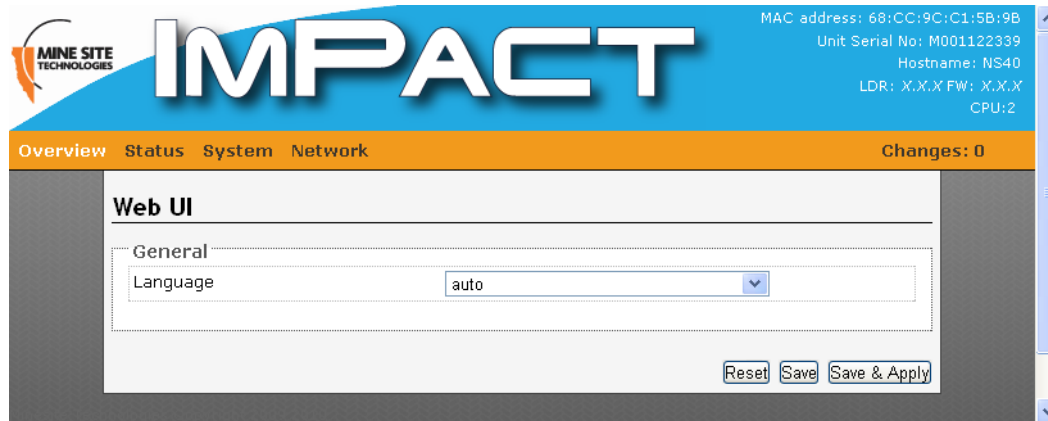 MINE SITE
TECHNOLOGIES
IMPACT
MAC address: 68:CC:9C:C1:5B:9B
Unit Serial No: M001122339
Hostname: NS40
LDR: X.X.X FW: X.X.X
CPU:2
Overview Status System Network Changes: 0
Web UI
General
Language auto
Reset Save Save & Apply